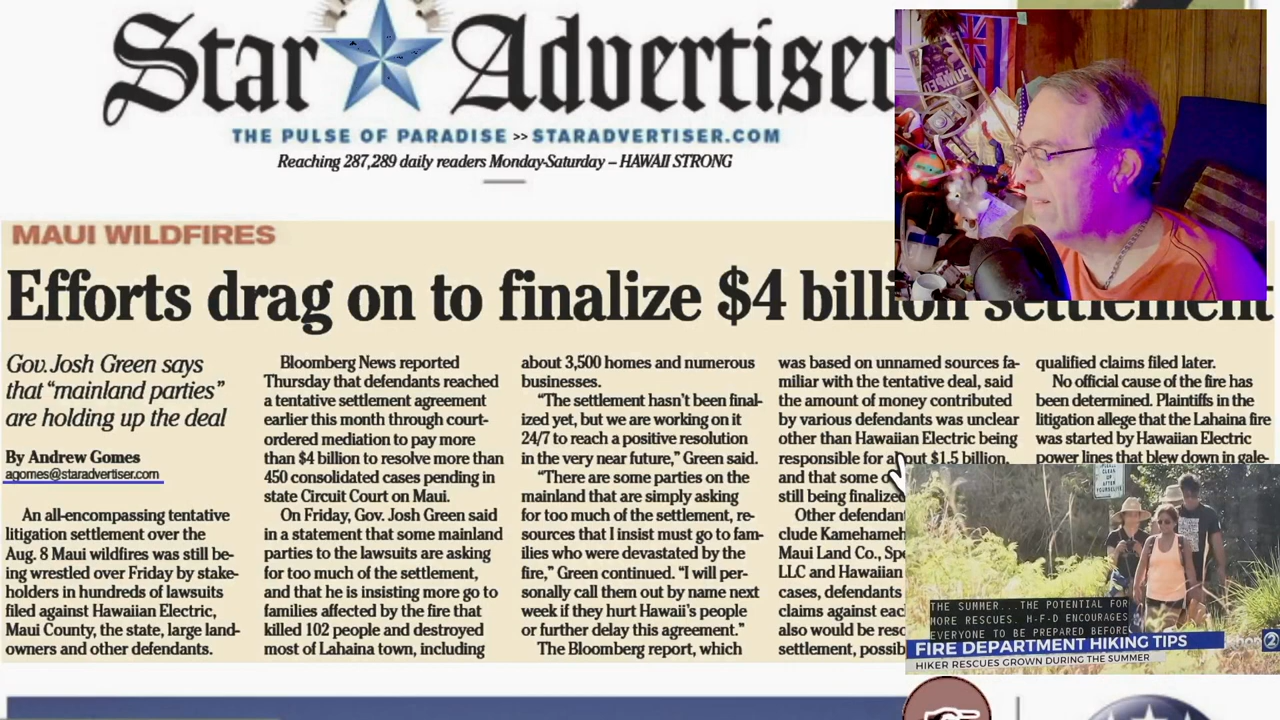 Star Advertiser
THE PULSE OF PARADISE >> STARADVERTISER.COM
Reaching 287,289 daily readers Monday-Saturday – HAWAII STRONG
MAUI WILDFIRES
Efforts drag on to finalize $4 billion settlement
Gov. Josh Green says
that “mainland parties”
are holding up the deal
By Andrew Gomes
agomes@staradvertiser.com
An all-encompassing tentative
litigation settlement over the
Aug. 8 Maui wildfires was still be-
ing wrestled over Friday by stake-
holders in hundreds of lawsuits
filed against Hawaiian Electric,
Maui County, the state, large land-
owners and other defendants.
Bloomberg News reported
Thursday that defendants reached
a tentative settlement agreement
earlier this month through court-
ordered mediation to pay more
than $4 billion to resolve more than
450 consolidated cases pending in
state Circuit Court on Maui.
On Friday, Gov. Josh Green said
in a statement that some mainland
parties to the lawsuits are asking
for too much of the settlement,
and that he is insisting more go to
families affected by the fire that
killed 102 people and destroyed
most of Lahaina town, including
about 3,500 homes and numerous
businesses.
“The settlement hasn’t been final-
ized yet, but we are working on it
24/7 to reach a positive resolution
in the very near future,” Green said.
“There are some parties on the
mainland that are simply asking
for too much of the settlement, re-
sources that I insist must go to fam-
ilies who were devastated by the
fire,” Green continued. “I will per-
sonally call them out by name next
week if they hurt Hawaii’s people
or further delay this agreement.”
The Bloomberg report, which
was based on unnamed sources fa-
miliar with the tentative deal, said
the amount of money contributed
by various defendants was unclear
other than Hawaiian Electric being
responsible for about $1.5 billion,
and that some
still being finalized
Other defendan
clude Kamehameh
Maui Land Co., Spe
LLC and Hawaiian
cases, defendants
claims against eac
also would be reso
settlement, possib
qualified claims filed later.
No official cause of the fire has
been determined. Plaintiffs in the
litigation allege that the Lahaina fire
was started by Hawaiian Electric
power lines that blew down in gale-
PLEASE
CLEAN UP
AFTER
YOURSELF!!
THE SUMMER...THE POTENTIAL FOR
MORE RESCUES. H-F-D ENCOURAGES
EVERYONE TO BE PREPARED BEFORE
FIRE DEPARTMENT HIKING TIPS
HIKER RESCUES GROWN DURING THE SUMMER
khon 2